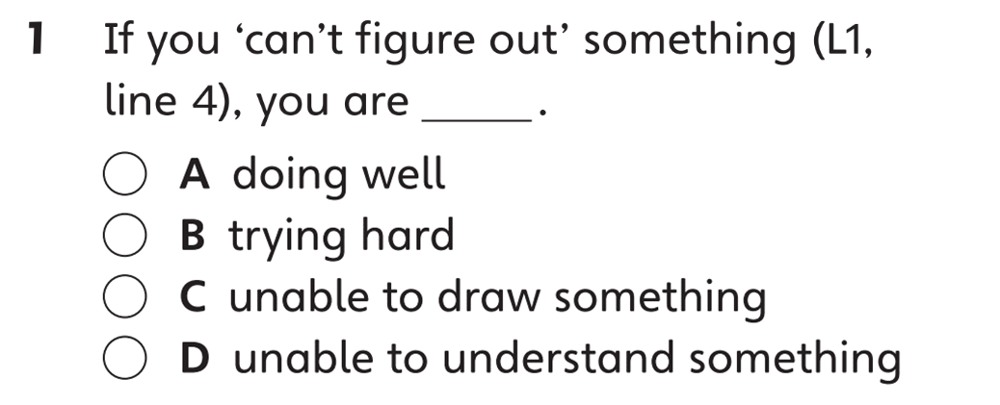 1 If you ‘can’t figure out’ something (L1,
line 4), you are ______.
A doing well
B trying hard
C unable to draw something
D unable to understand something